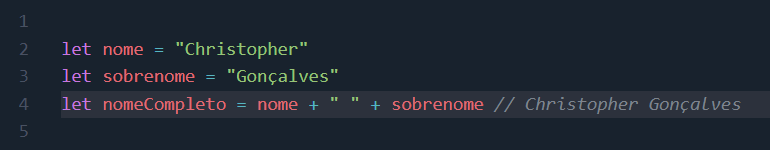 1
2 let nome = "Christopher"
3 let sobrenome = "Gonçalves"
4 let nomeCompleto = nome + " " + sobrenome // Christopher Gonçalves
5